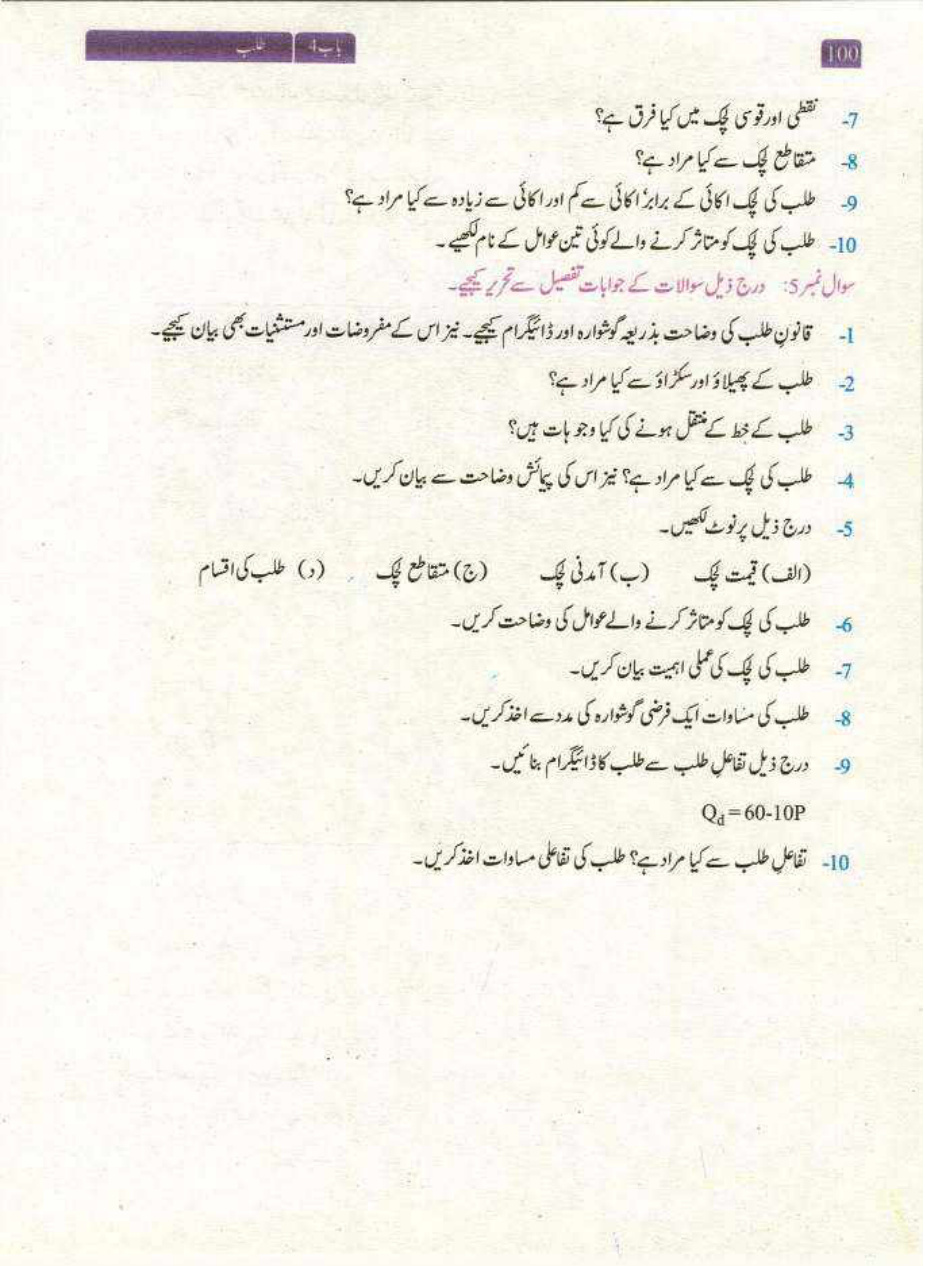 100
باب 4 طلب
7- نقطی اور قوسی لچک میں کیا فرق ہے؟
8- متقاطع لچک سے کیا مراد ہے؟
9- طلب کی لچک اکائی کے برابر' اکائی سے کم اور اکائی سے زیادہ سے کیا مراد ہے؟
10- طلب کی لچک کو متاثر کرنے والے کوئی تین عوامل کے نام لکھیے۔
سوال نمبر 5: درج ذیل سوالات کے جوابات تفصیل سے تحریر کیجیے۔
1- قانونِ طلب کی وضاحت بذریعہ گوشوارہ اور ڈائیگرام کیجیے۔ نیز اس کے مفروضات اور مستثنیات بھی بیان کیجیے۔
2- طلب کے پھیلاؤ اور سکڑاؤ سے کیا مراد ہے؟
3- طلب کے خط کے منتقل ہونے کی کیا وجوہات ہیں؟
4- طلب کی لچک سے کیا مراد ہے؟ نیز اس کی پیمائش وضاحت سے بیان کریں۔
5- درج ذیل پر نوٹ لکھیں۔
(الف) قیمت لچک (ب) آمدنی لچک (ج) متقاطع لچک (د) طلب کی اقسام
6- طلب کی لچک کو متاثر کرنے والے عوامل کی وضاحت کریں۔
7- طلب کی لچک کی عملی اہمیت بیان کریں۔
8- طلب کی مساوات ایک فرضی گوشوارہ کی مدد سے اخذ کریں۔
9- درج ذیل تفاعلِ طلب سے طلب کا ڈائیگرام بنائیں۔
Q<sub>d</sub> = 60-10P
10- تفاعلِ طلب سے کیا مراد ہے؟ طلب کی تفاعلی مساوات اخذ کریں۔